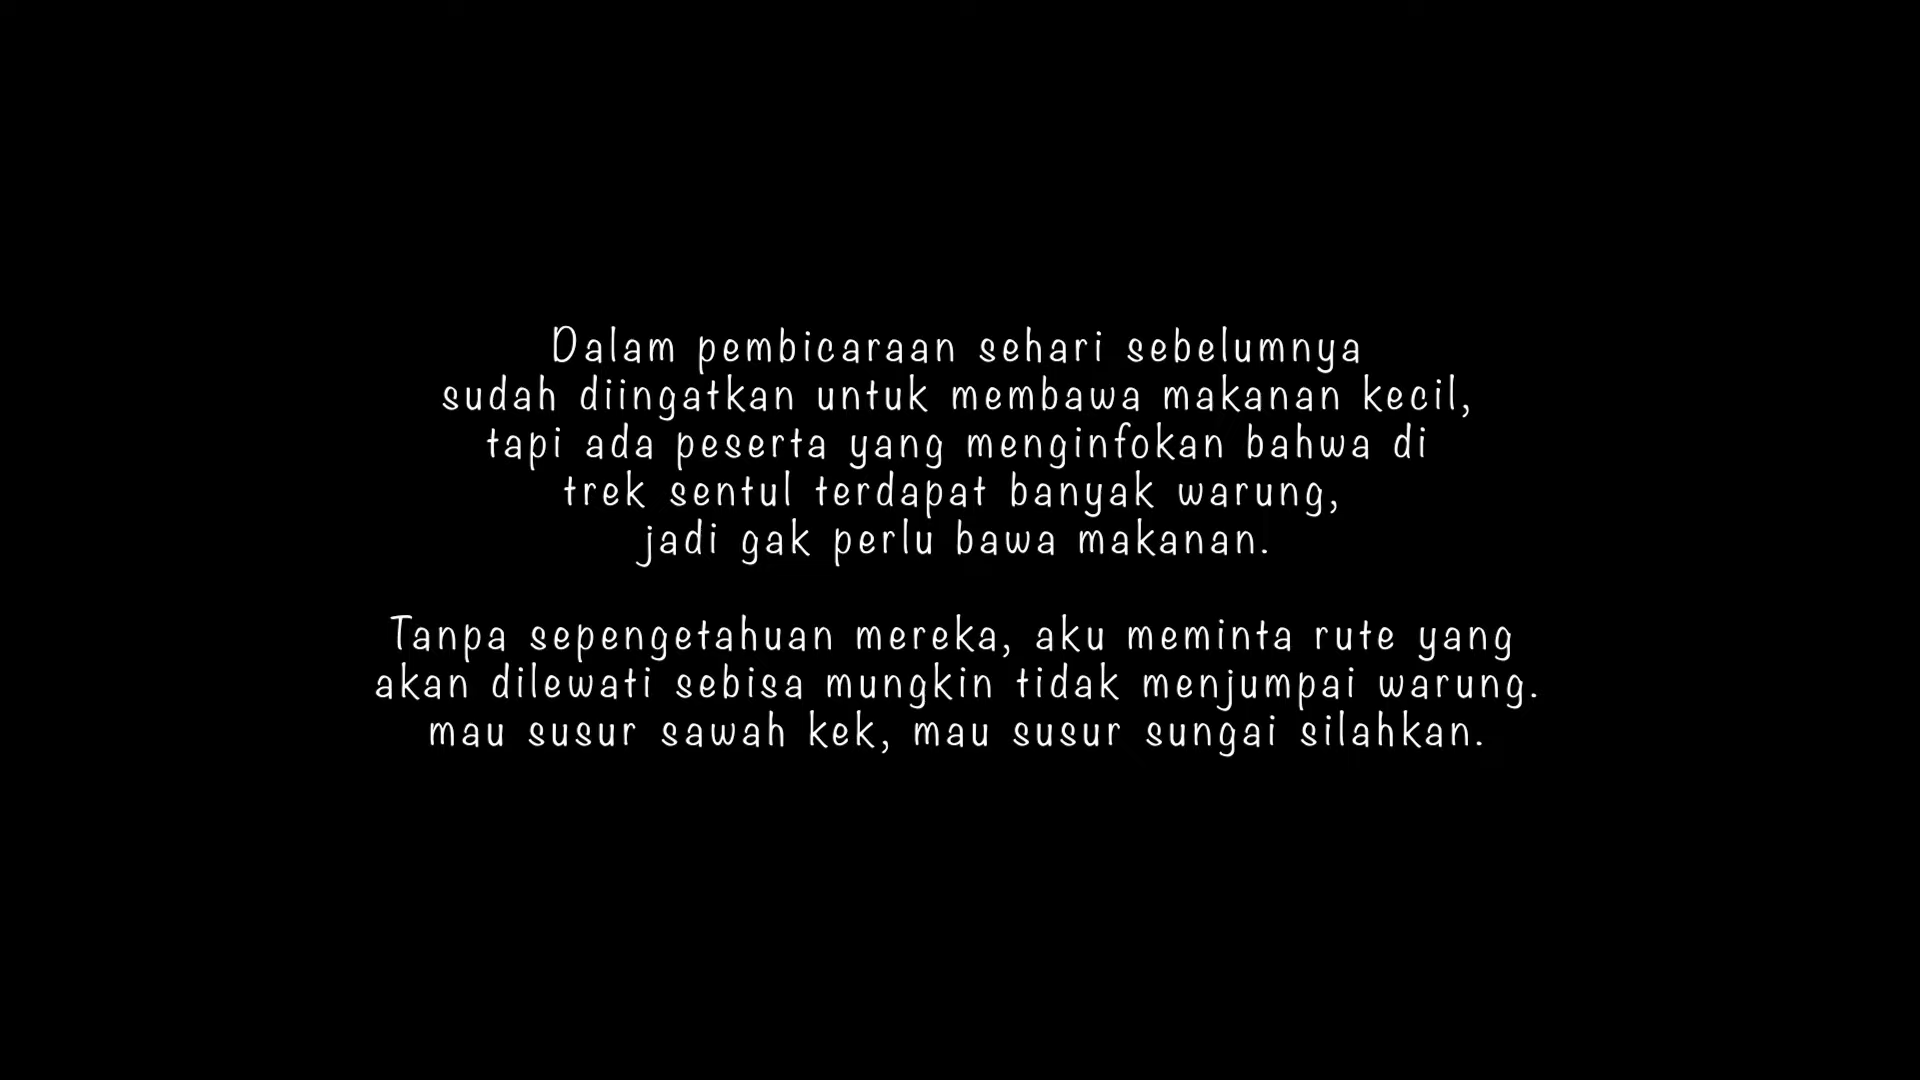 Dalam pembicaraan sehari sebelumnya
sudah diingatkan untuk membawa makanan kecil,
tapi ada peserta yang menginfokan bahwa di
trek sentul terdapat banyak warung,
jadi gak perlu bawa makanan.
Tanpa sepengetahuan mereka, aku meminta rute yang
akan dilewati sebisa mungkin tidak menjumpai warung.
mau susur sawah kek, mau susur sungai silahkan.